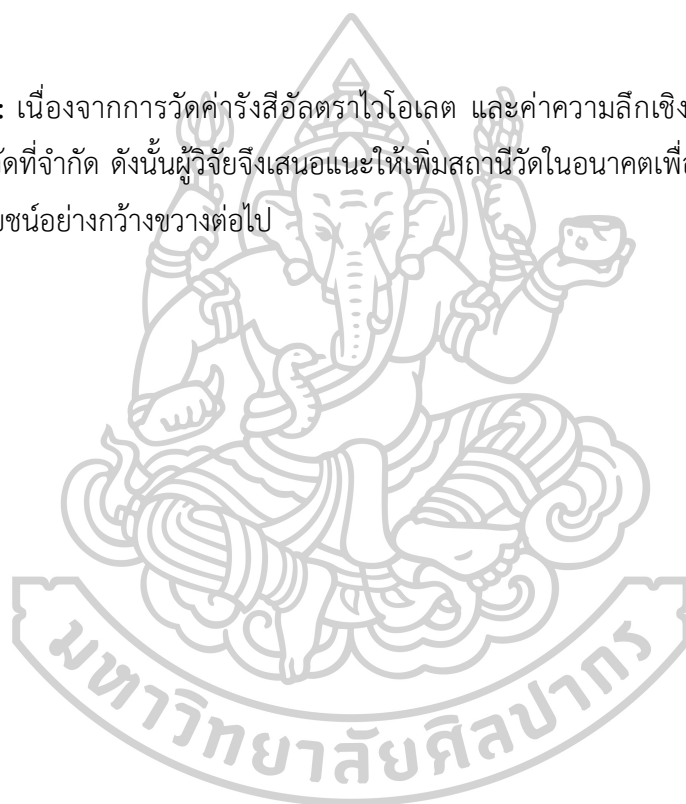 : เนื่องจากการวัดค่ารังสีอัลตราไวโอเลต และค่าความลึกเชิง
ที่จำกัด ดังนั้นผู้วิจัยจึงเสนอแนะให้เพิ่มสถานีวัดในอนาคตเพื่อ
อย่างกว้างขวางต่อไป
มหาวิทยาลัยศิลปากร